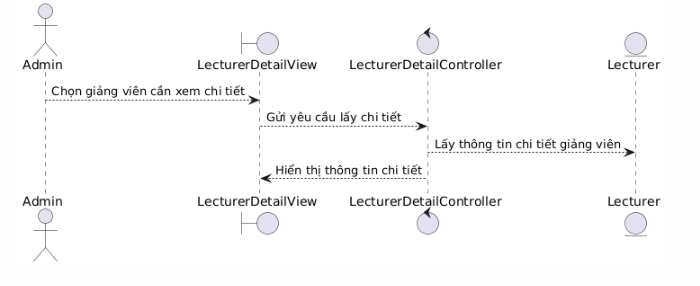 Admin
LecturerDetailView
LecturerDetailController
Lecturer
Chọn giảng viên cần xem chi tiết
Gửi yêu cầu lấy chi tiết
Lấy thông tin chi tiết giảng viên
Hiển thị thông tin chi tiết
Admin
LecturerDetailView
LecturerDetailController
Lecturer